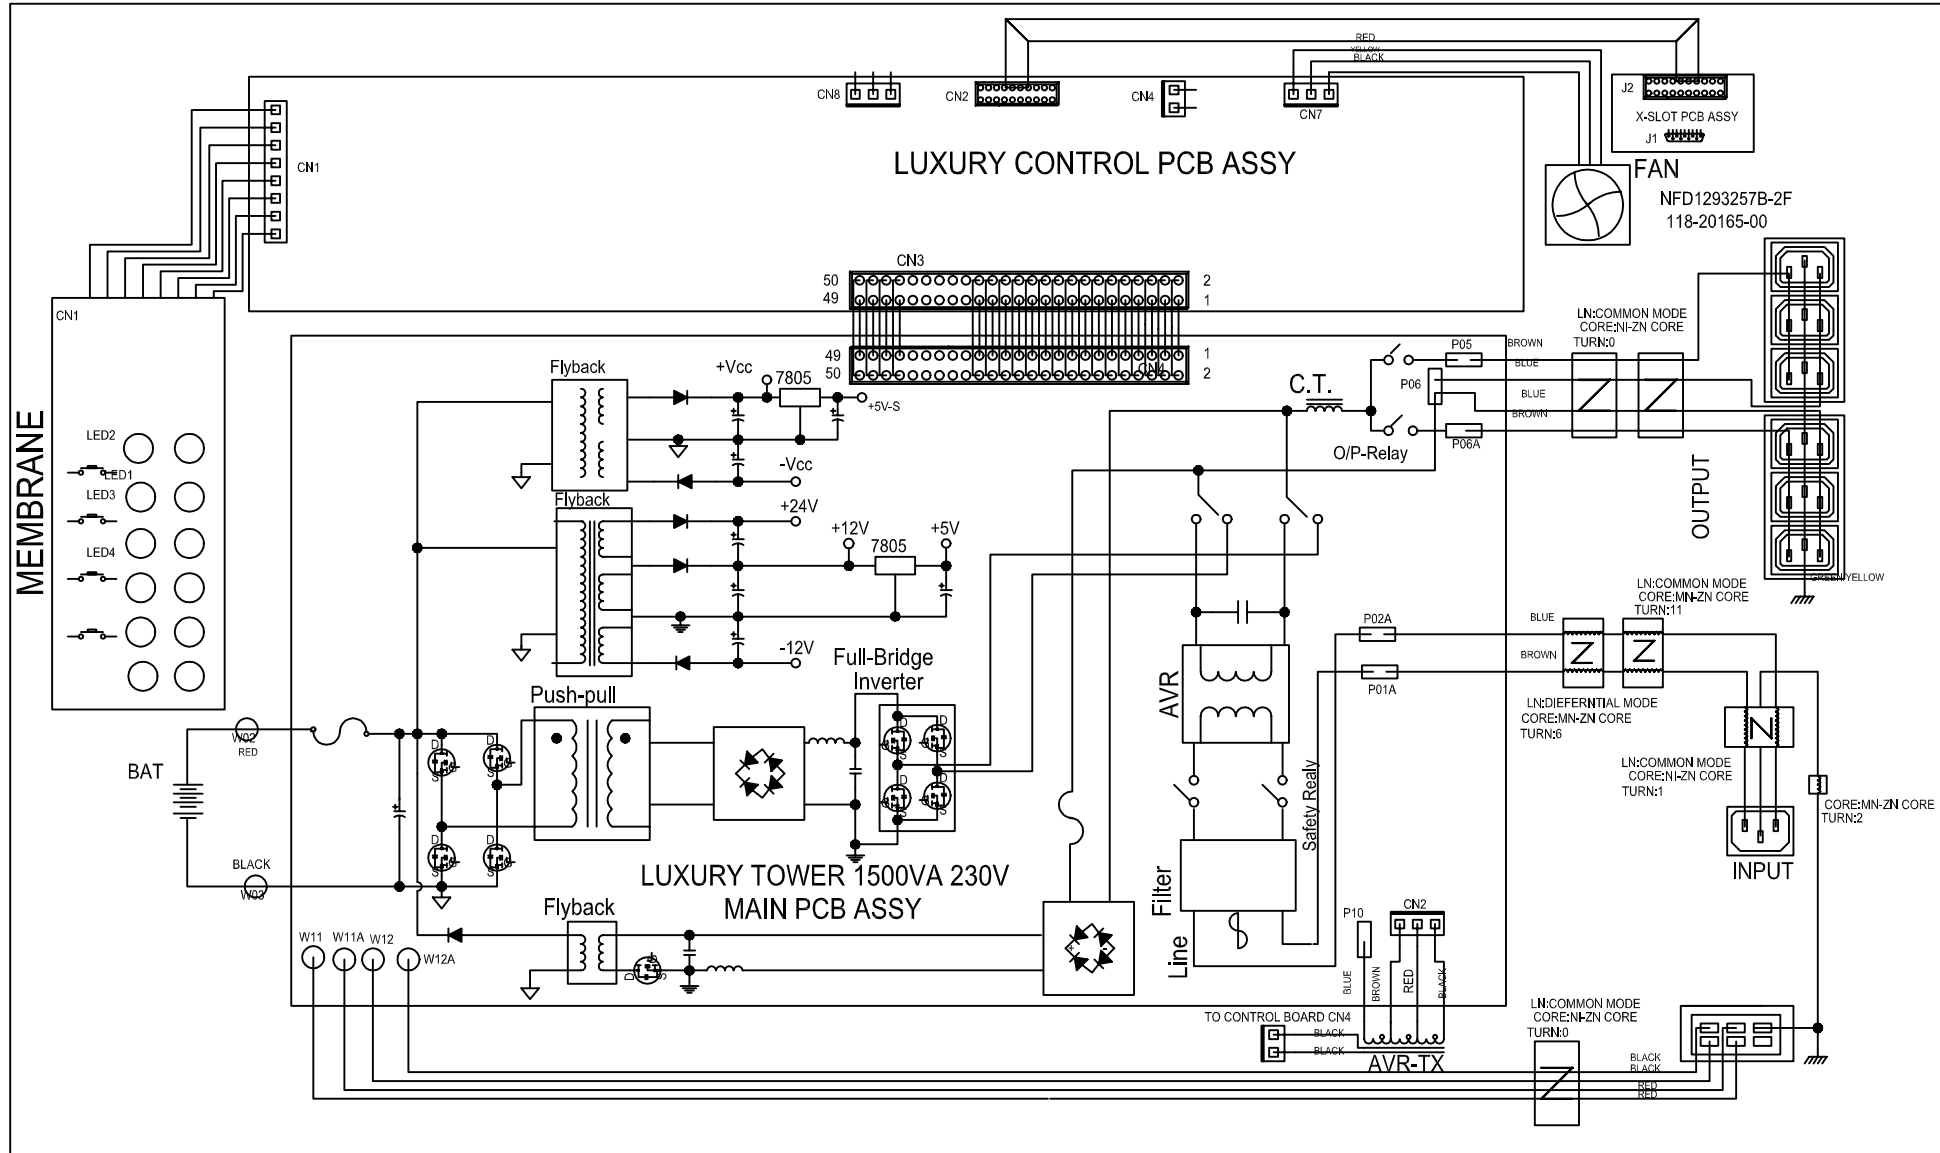 RED
YELLOW
BLACK
CN8
CN2
CN4
CN7
J2
X-SLOT PCB ASSY
J1
CN1
LUXURY CONTROL PCB ASSY
FAN
NFD1293257B-2F
118-20165-00
CN3
50
49
2
1
CN1
49
50
1
2
CN4
LN:COMMON MODE
CORE:NI-ZN CORE
TURN:0
Flyback
+Vcc
7805
+5V-S
-Vcc
C.T.
P05
BROWN
BLUE
P06
BLUE
BROWN
P06A
O/P-Relay
OUTPUT
MEMBRANE
LED2
LED1
LED3
LED4
Flyback
+24V
+12V
7805
+5V
-12V
GREEN/YELLOW
LN:COMMON MODE
CORE:MN-ZN CORE
TURN:11
P02A
BLUE
BROWN
P01A
Full-Bridge
Inverter
Push-pull
AVR
LN:DIEFERNTIAL MODE
CORE:MN-ZN CORE
TURN:6
W02
RED
BAT
D
G
S
D
G
S
D
G
S
D
G
S
D
G
S
D
G
S
D
G
S
D
G
S
Safety Realy
LN:COMMON MODE
CORE:NI-ZN CORE
TURN:1
CORE:MN-ZN CORE
TURN:2
INPUT
BLACK
W03
LUXURY TOWER 1500VA 230V
MAIN PCB ASSY
Flyback
Line Filter
P10
CN2
W11
W11A
W12
W12A
D
G
S
+
-
BLUE
BROWN
RED
BLACK
TO CONTROL BOARD CN4
BLACK
BLACK
AVR-TX
LN:COMMON MODE
CORE:NI-ZN CORE
TURN:0
BLACK
BLACK
RED
RED